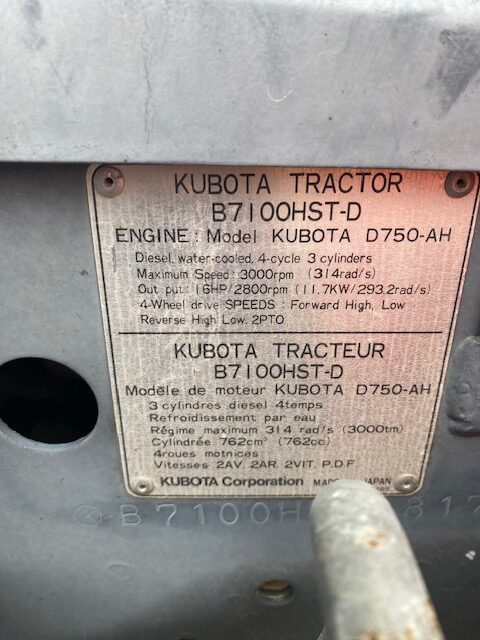 KUBOTA TRACTOR
B7100HST-D
ENGINE: Model KUBOTA D750-AH
Diesel, water-cooled, 4-cycle 3 cylinders
Maximum Speed: 3000rpm (314rad/s)
Out put: 16HP/2800rpm (11.7KW/293.2rad/s)
4-Wheel drive SPEEDS: Forward High, Low
Reverse High Low, 2PTO
KUBOTA TRACTEUR
B7100HST-D
Modèle de moteur KUBOTA D750-AH
3 cylindres diesel 4temps
Refroidissement par eau
Régime maximum 314 rad/s (3000tm)
Cylindrée 762cm³ (762cc)
4roues motnices
Vitesses 2AV. 2AR. 2VIT. P.D.F
KUBOTA Corporation JAPAN
B7100H